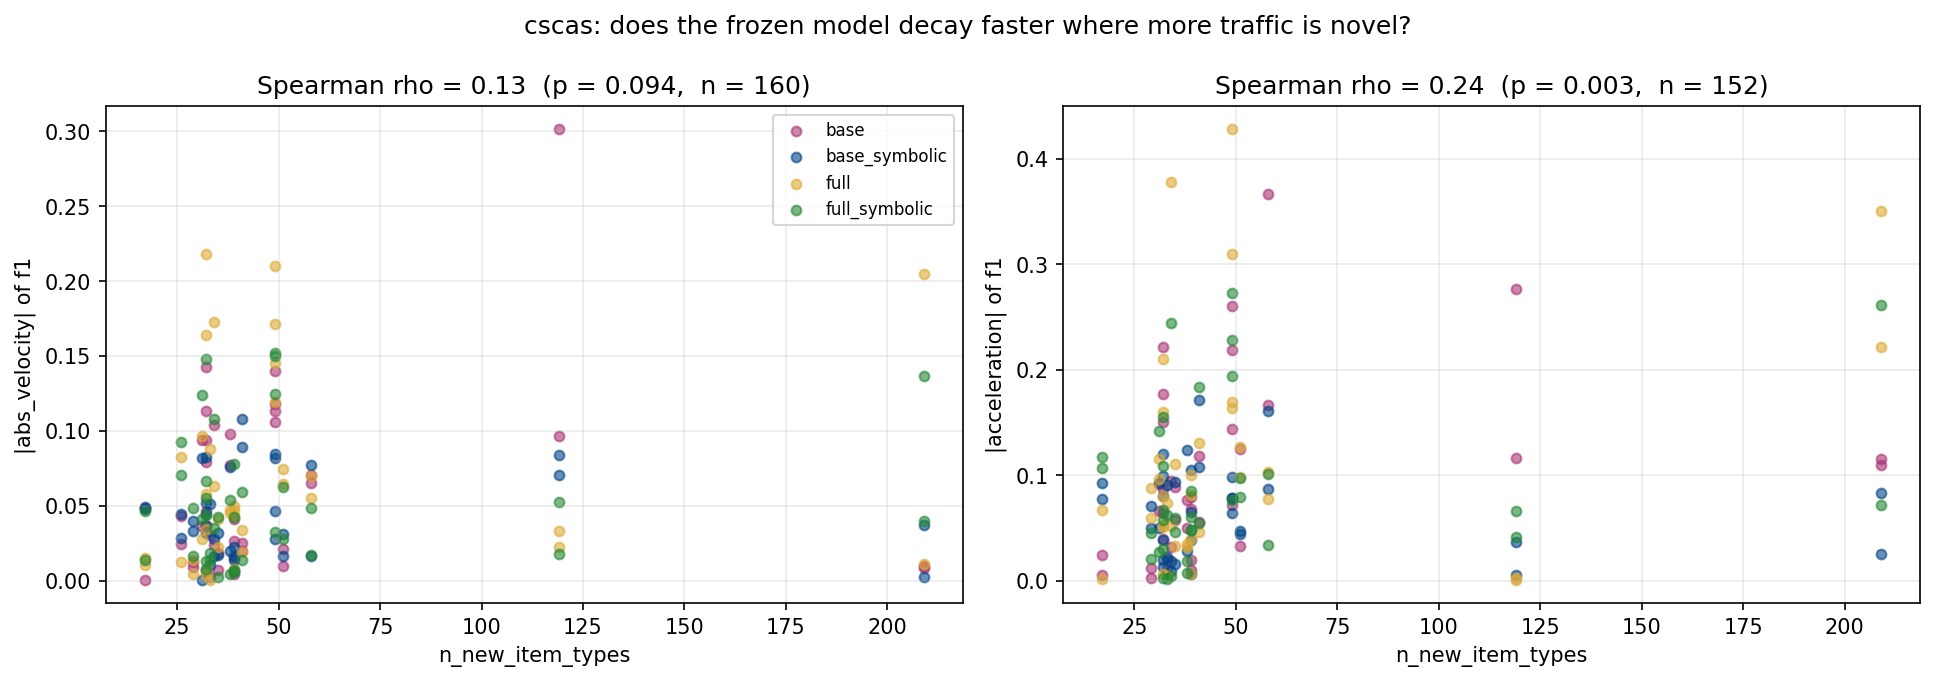 cscas: does the frozen model decay faster where more traffic is novel?
Spearman rho = 0.13 (p = 0.094, n = 160)
|abs_velocity| of f1
0.30
0.25
0.20
0.15
0.10
0.05
0.00
base
base_symbolic
full
full_symbolic
25 50 75 100 125 150 175 200
n_new_item_types
Spearman rho = 0.24 (p = 0.003, n = 152)
|acceleration| of f1
0.4
0.3
0.2
0.1
0.0
25 50 75 100 125 150 175 200
n_new_item_types